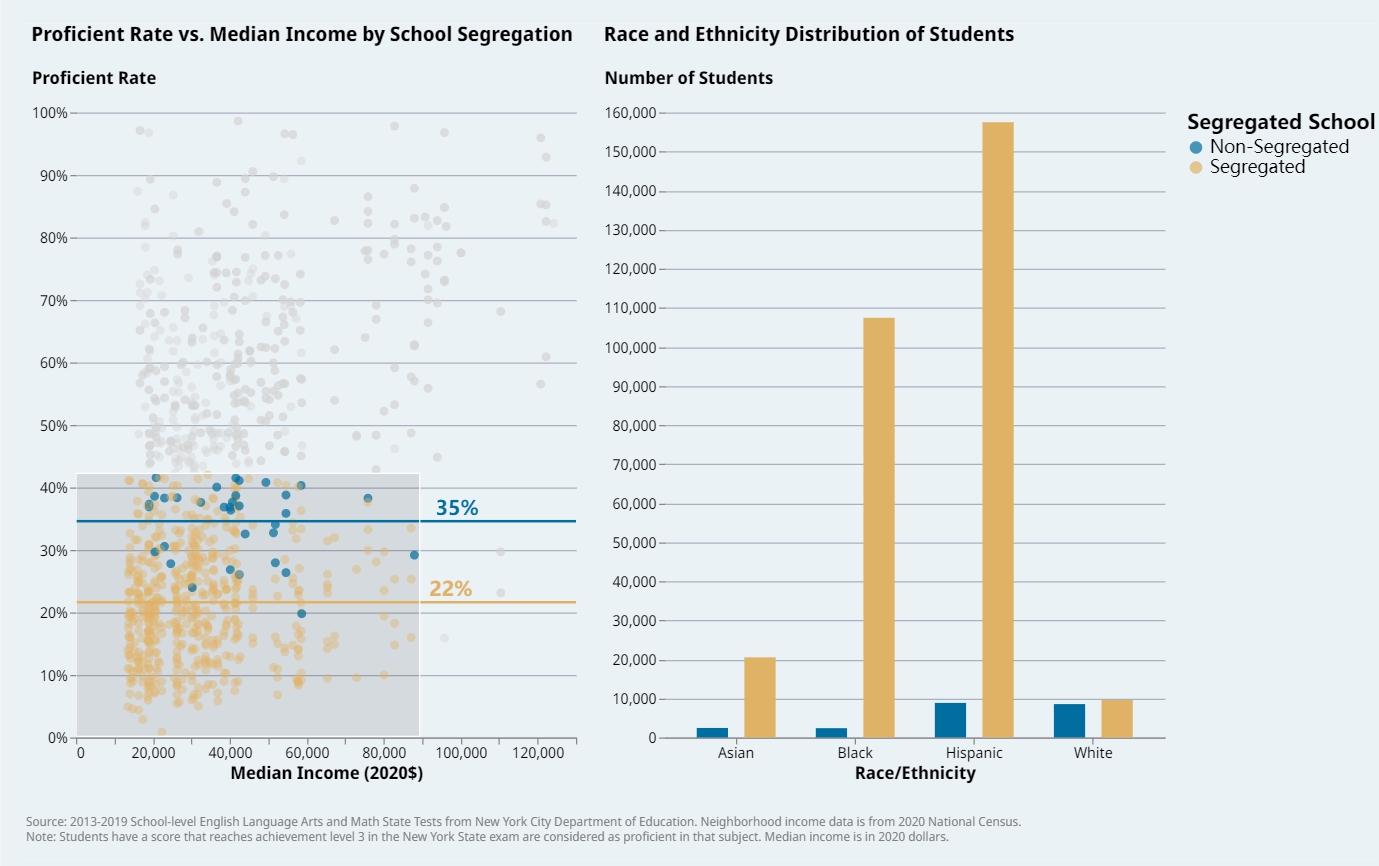 Proficient Rate vs. Median Income by School Segregation
Proficient Rate
100%
90%
80%
70%
60%
50%
40%
30%
20%
10%
0%
35%
22%
0 20,000 40,000 60,000 80,000 100,000 120,000
Median Income (2020$)
Race and Ethnicity Distribution of Students
Number of Students
160,000
150,000
140,000
130,000
120,000
110,000
100,000
90,000
80,000
70,000
60,000
50,000
40,000
30,000
20,000
10,000
0
Asian Black Hispanic White
Race/Ethnicity
Segregated School
Non-Segregated
Segregated
Source: 2013-2019 School-level English Language Arts and Math State Tests from New York City Department of Education. Neighborhood income data is from 2020 National Census.
Note: Students have a score that reaches achievement level 3 in the New York State exam are considered as proficient in that subject. Median income is in 2020 dollars.